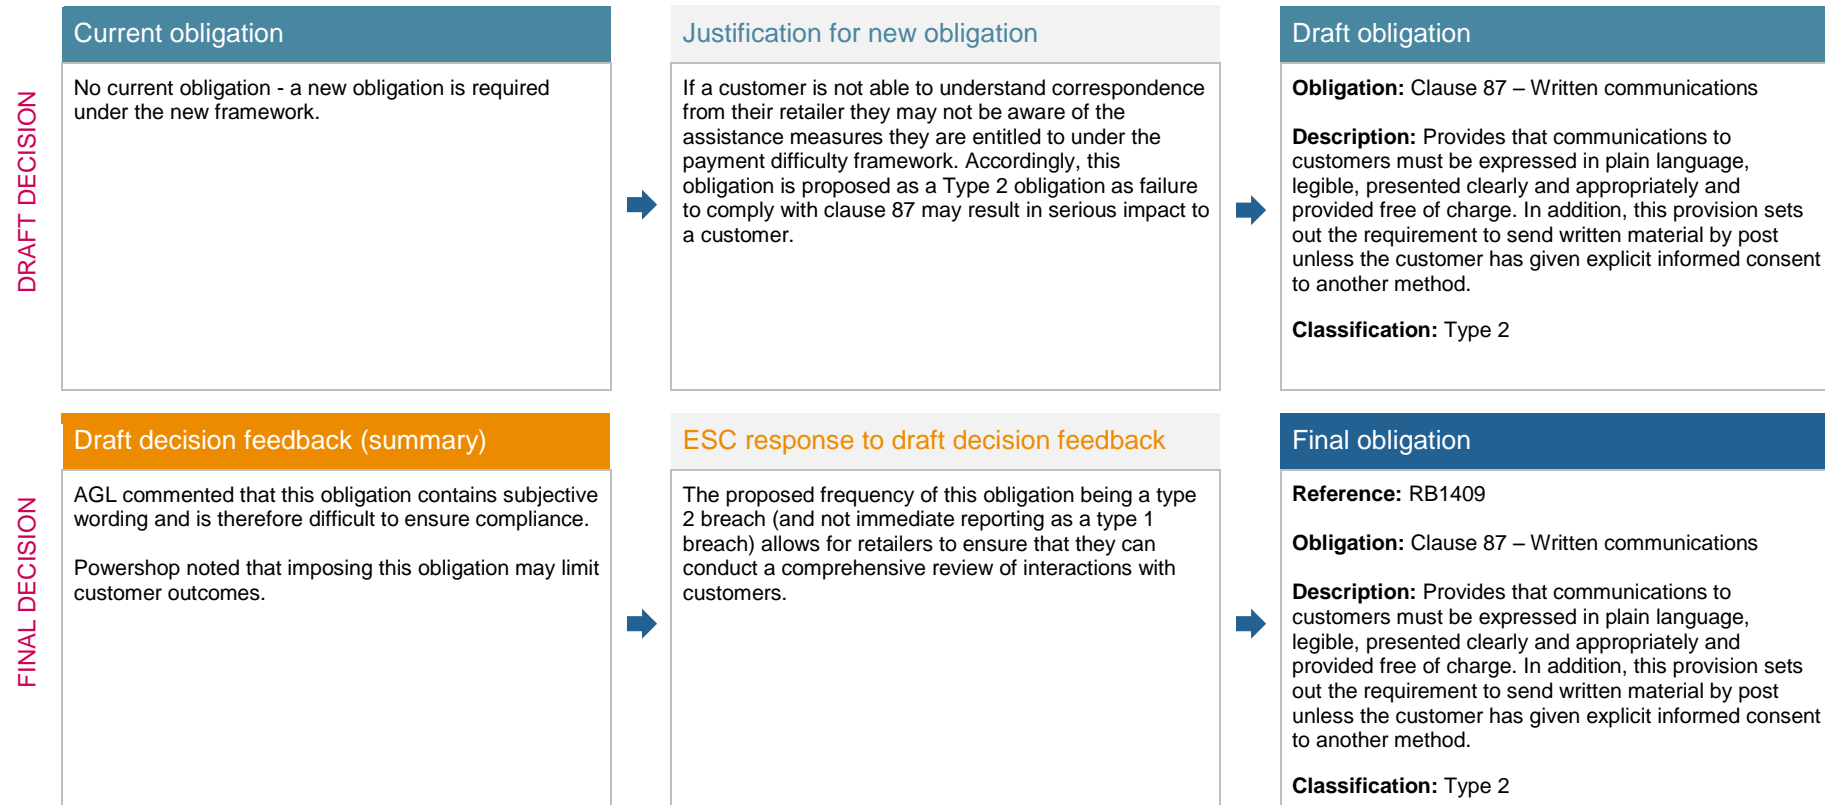 DRAFT DECISION
Current obligation
No current obligation - a new obligation is required
under the new framework.
Justification for new obligation
If a customer is not able to understand correspondence
from their retailer they may not be aware of the
assistance measures they are entitled to under the
payment difficulty framework. Accordingly, this
obligation is proposed as a Type 2 obligation as failure
to comply with clause 87 may result in serious impact to
a customer.
Draft obligation
Obligation: Clause 87 – Written communications
Description: Provides that communications to
customers must be expressed in plain language,
legible, presented clearly and appropriately and
provided free of charge. In addition, this provision sets
out the requirement to send written material by post
unless the customer has given explicit informed consent
to another method.
Classification: Type 2
FINAL DECISION
Draft decision feedback (summary)
AGL commented that this obligation contains subjective
wording and is therefore difficult to ensure compliance.
Powershop noted that imposing this obligation may limit
customer outcomes.
ESC response to draft decision feedback
The proposed frequency of this obligation being a type
2 breach (and not immediate reporting as a type 1
breach) allows for retailers to ensure that they can
conduct a comprehensive review of interactions with
customers.
Final obligation
Reference: RB1409
Obligation: Clause 87 – Written communications
Description: Provides that communications to
customers must be expressed in plain language,
legible, presented clearly and appropriately and
provided free of charge. In addition, this provision sets
out the requirement to send written material by post
unless the customer has given explicit informed consent
to another method.
Classification: Type 2